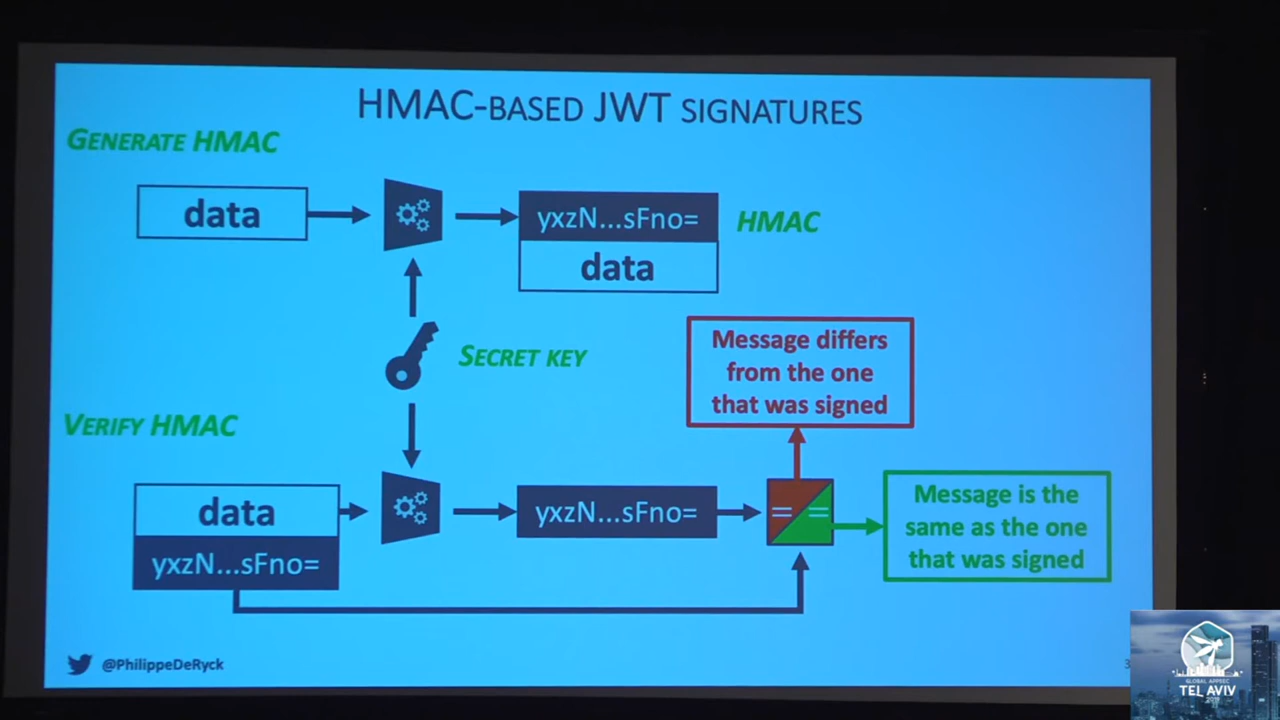 HMAC-BASED JWT SIGNATURES
GENERATE HMAC
data
yxzN...sFno=
HMAC
data
SECRET KEY
Message differs
from the one
that was signed
VERIFY HMAC
data
yxzN...sFno=
yxzN...sFno=
= =
Message is the
same as the one
that was signed
@PhilippeDeRyck
GLOBAL APPSEC
TEL AVIV